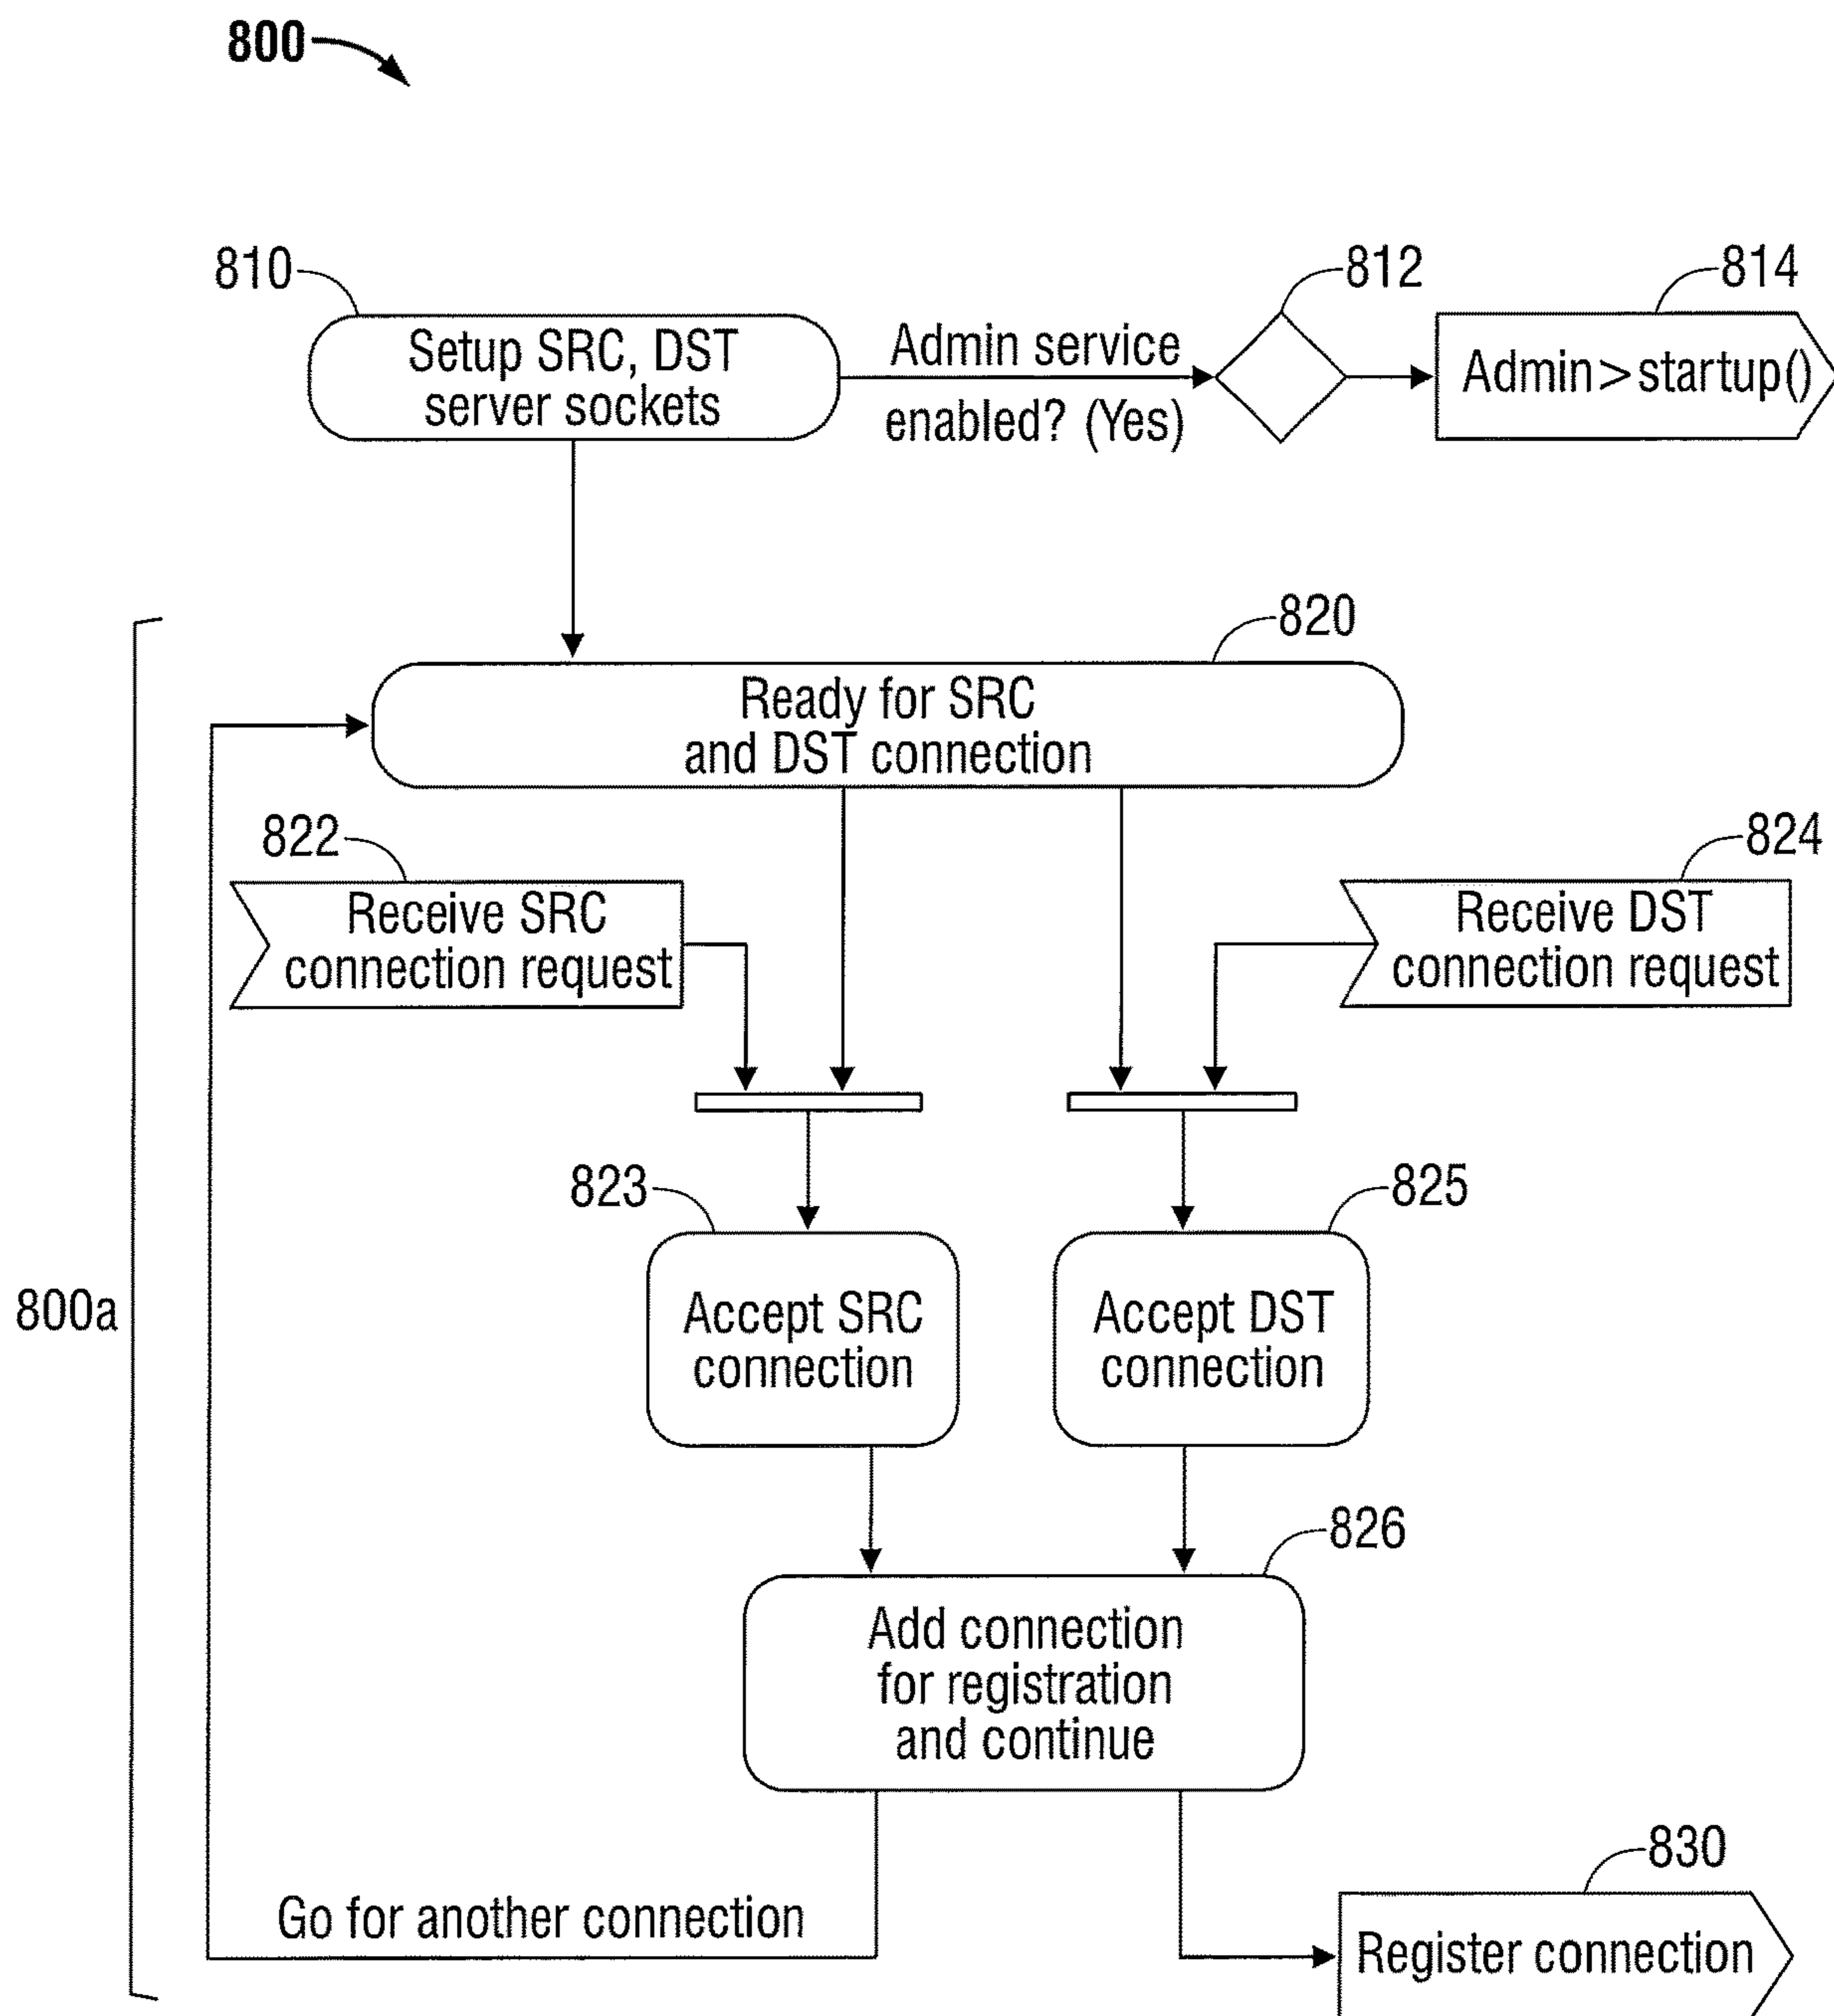 800
810
812
814
Setup SRC, DST
server sockets
Admin service
enabled? (Yes)
Admin>startup()
820
Ready for SRC
and DST connection
822
824
Receive SRC
connection request
Receive DST
connection request
823
825
Accept SRC
connection
Accept DST
connection
800a
826
Add connection
for registration
and continue
830
Go for another connection
Register connection